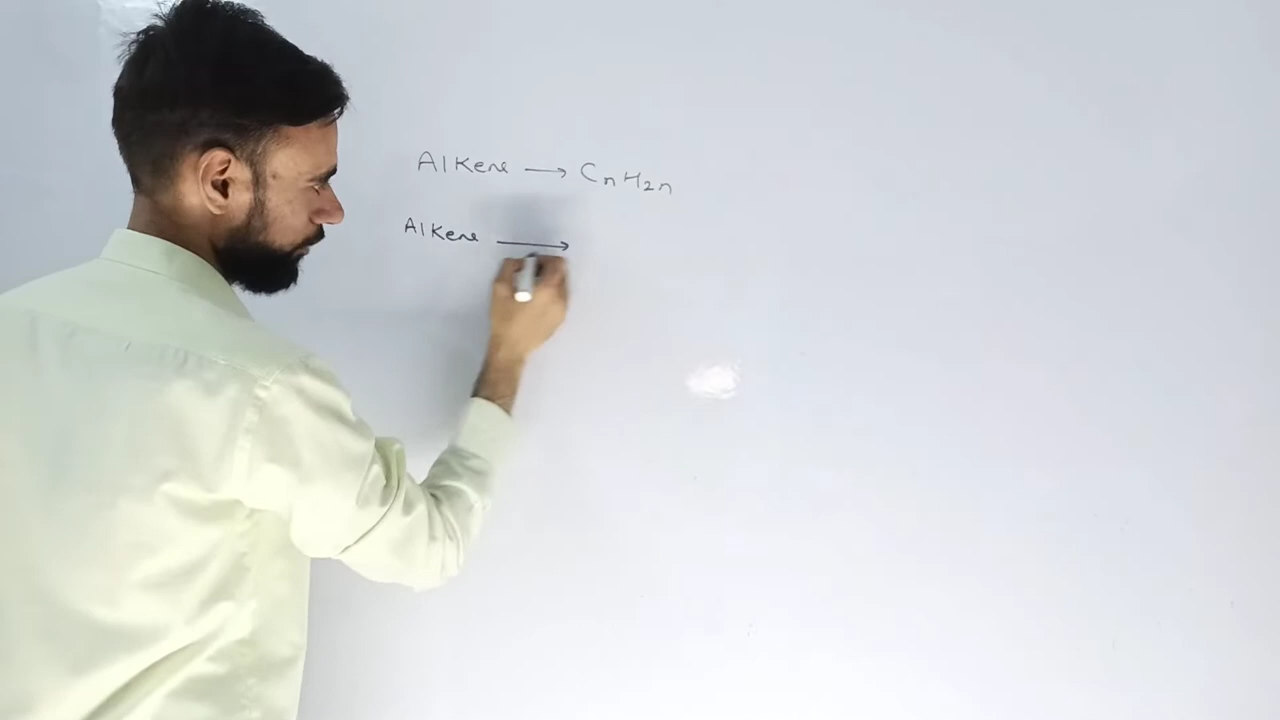 Alkene → CnH2n
Alkene →